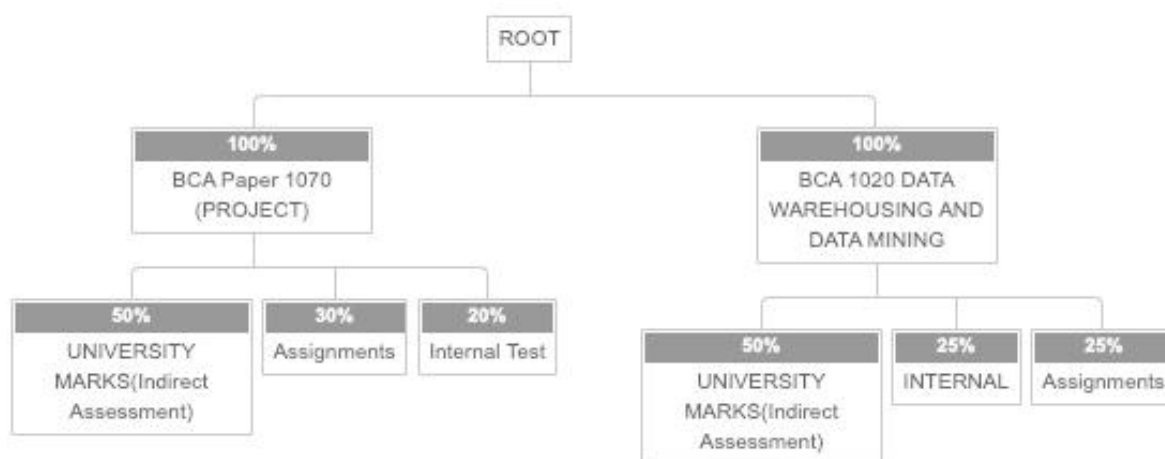 ROOT
100%
BCA Paper 1070
(PROJECT)
100%
BCA 1020 DATA
WAREHOUSING AND
DATA MINING
50%
UNIVERSITY
MARKS(Indirect
Assessment)
30%
Assignments
20%
Internal Test
50%
UNIVERSITY
MARKS(Indirect
Assessment)
25%
INTERNAL
25%
Assignments